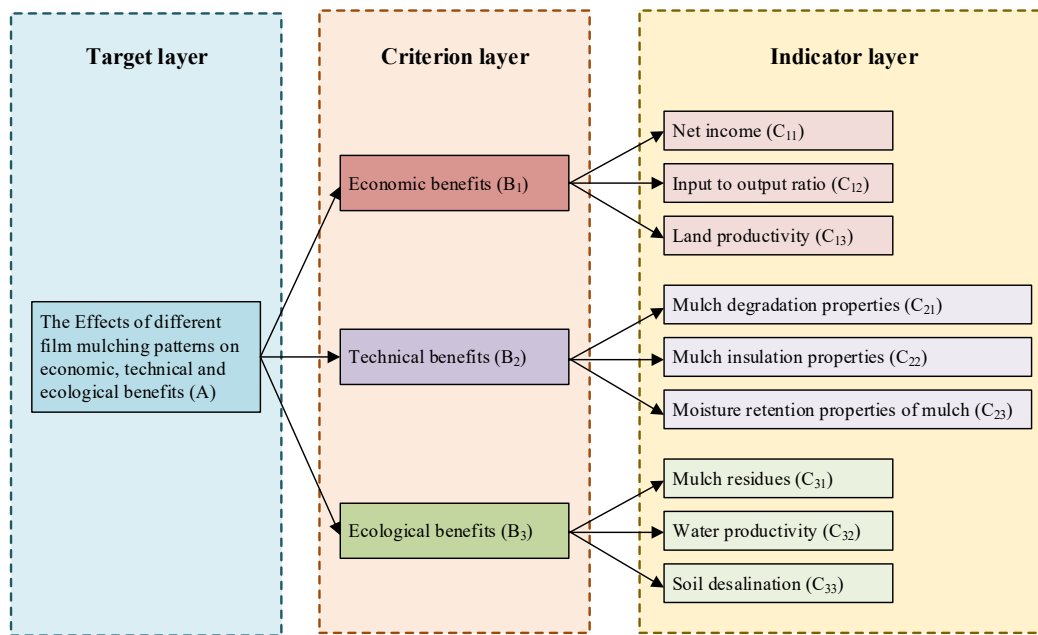 Target layer
Criterion layer
Indicator layer
The Effects of different
film mulching patterns on
economic, technical and
ecological benefits (A)
Economic benefits (B₁)
Technical benefits (B₂)
Ecological benefits (B₃)
Net income (C₁₁)
Input to output ratio (C₁₂)
Land productivity (C₁₃)
Mulch degradation properties (C₂₁)
Mulch insulation properties (C₂₂)
Moisture retention properties of mulch (C₂₃)
Mulch residues (C₃₁)
Water productivity (C₃₂)
Soil desalination (C₃₃)